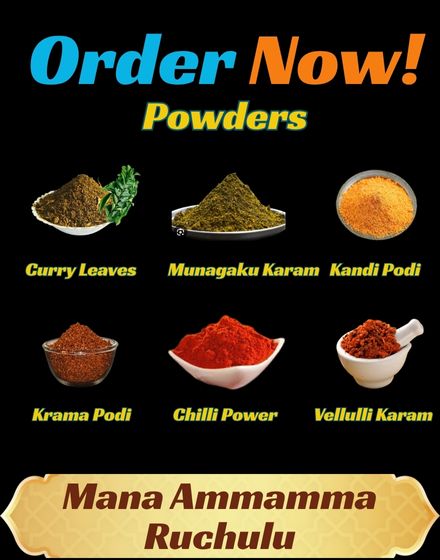 Order Now!
Powders
Curry Leaves
Munagaku Karam
Kandi Podi
Krama Podi
Chilli Power
Vellulli Karam
Mana Ammamma
Ruchulu